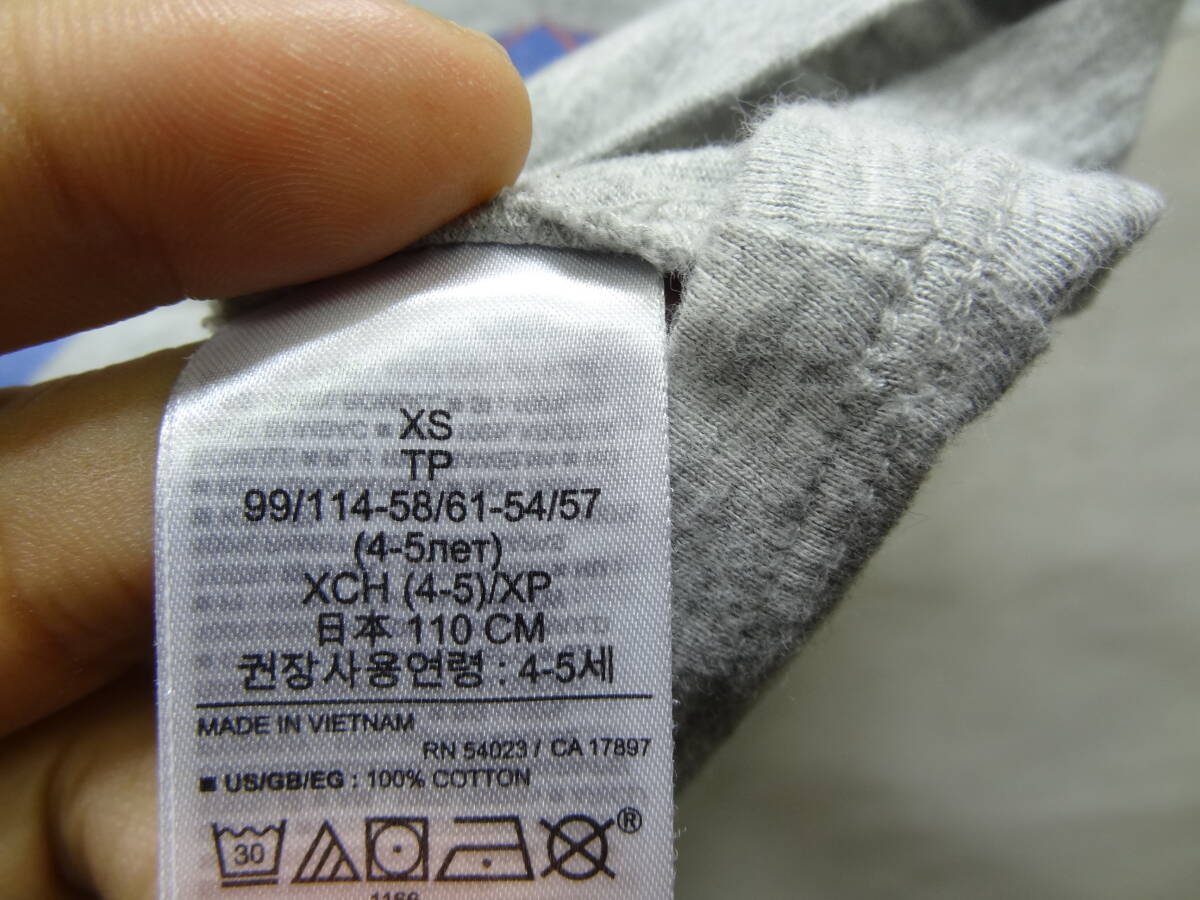 XS
TP
99/114-58/61-54/57
(4-5лет)
XCH (4-5)/XP
日本 110 CM
권장사용연령 : 4-5세
MADE IN VIETNAM
RN 54023 / CA 17897
■ US/GB/EG : 100% COTTON
30
®